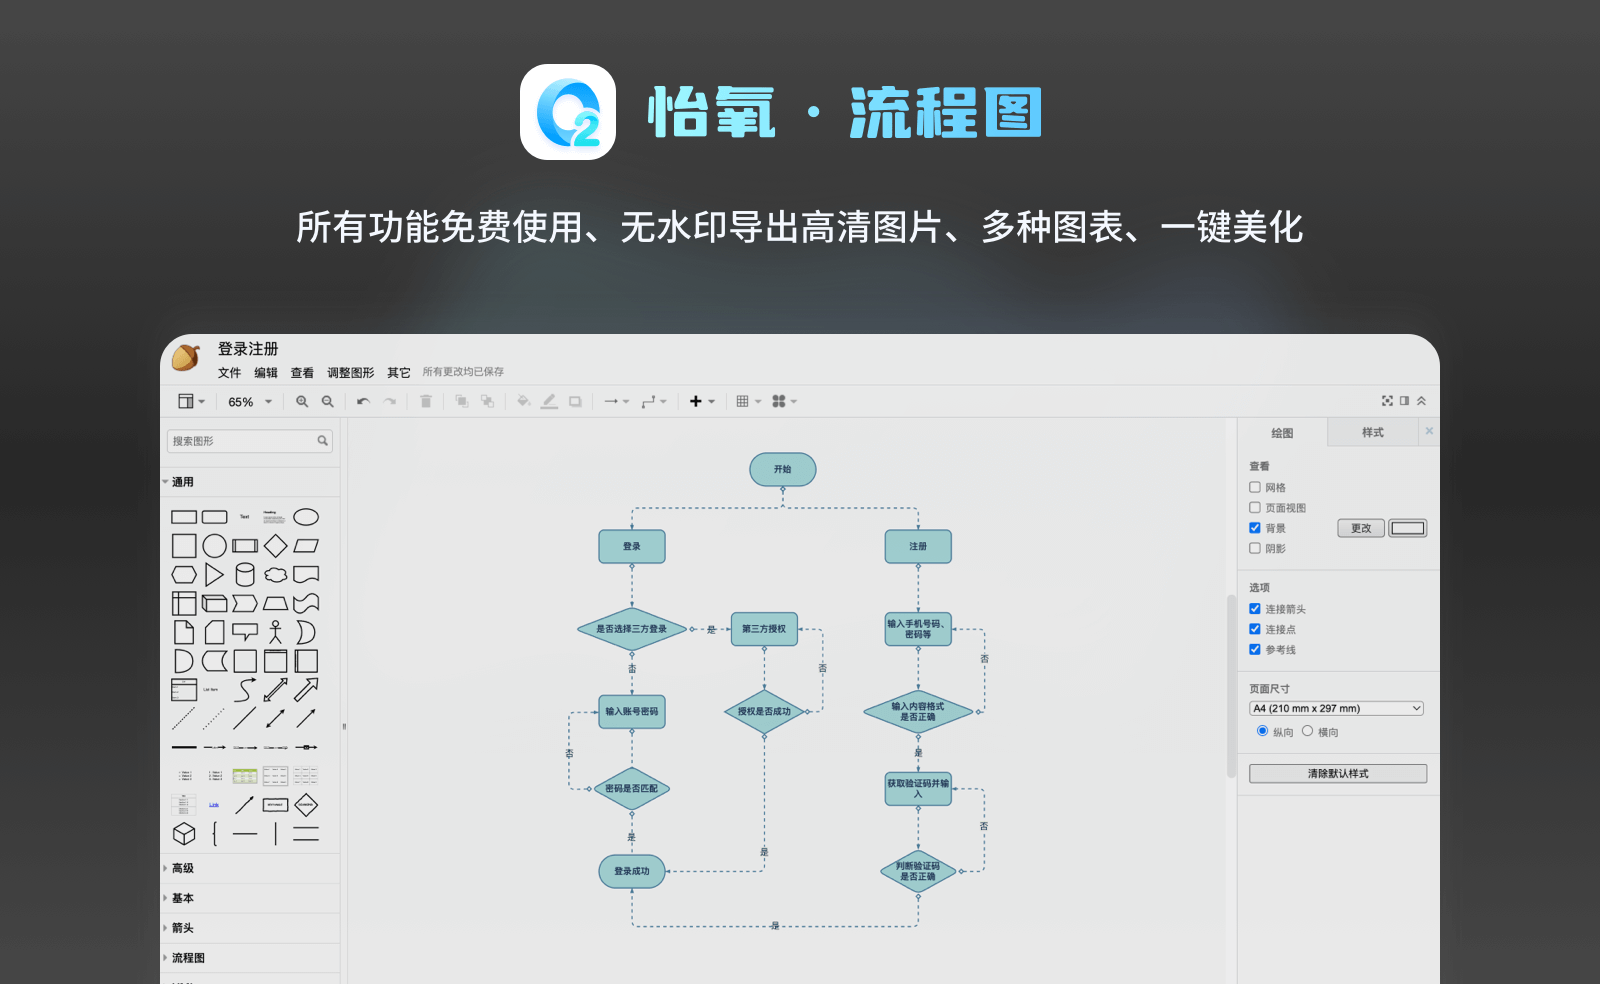 O2
怡氧·流程图
所有功能免费使用、无水印导出高清图片、多种图表、一键美化
登录注册
文件 编辑 查看 调整图形 其它 所有更改均已保存
65%
搜索图形
通用
Text
Heading
List Item
Link
高级
基本
箭头
流程图
开始
登录
注册
是否选择三方登录
是
第三方授权
输入手机号码、
密码等
否
否
否
输入账号密码
授权是否成功
输入内容格式
是否正确
否
是
密码是否匹配
获取验证码并输
入
否
是
是
登录成功
判断验证码
是否正确
是
绘图
样式
查看
网格
页面视图
背景
更改
阴影
选项
连接箭头
连接点
参考线
页面尺寸
A4 (210 mm x 297 mm)
纵向 横向
清除默认样式